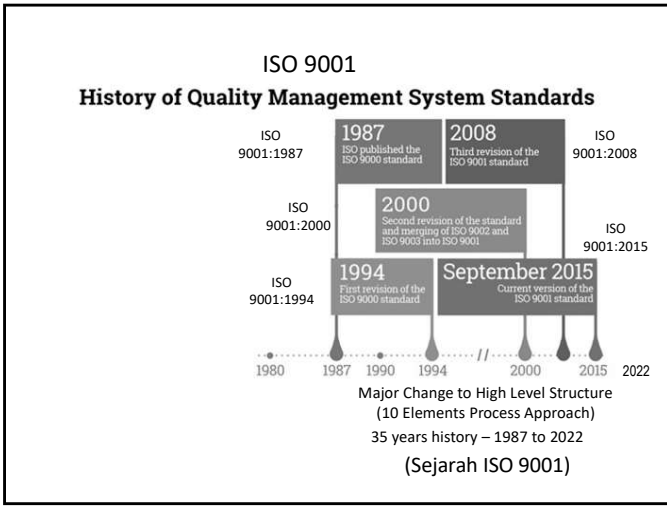 ISO 9001
History of Quality Management System Standards
ISO
9001:1987
1987
ISO published the
ISO 9000 standard
2008
Third revision of the
ISO 9001 standard
ISO
9001:2008
ISO
9001:2000
2000
Second revision of the standard
and merging of ISO 9002 and
ISO 9003 into ISO 9001
ISO
9001:2015
ISO
9001:1994
1994
First revision of the
ISO 9000 standard
September 2015
Current version of the
ISO 9001 standard
1980 1987 1990 1994 // 2000 2015 2022
Major Change to High Level Structure
(10 Elements Process Approach)
35 years history – 1987 to 2022
(Sejarah ISO 9001)